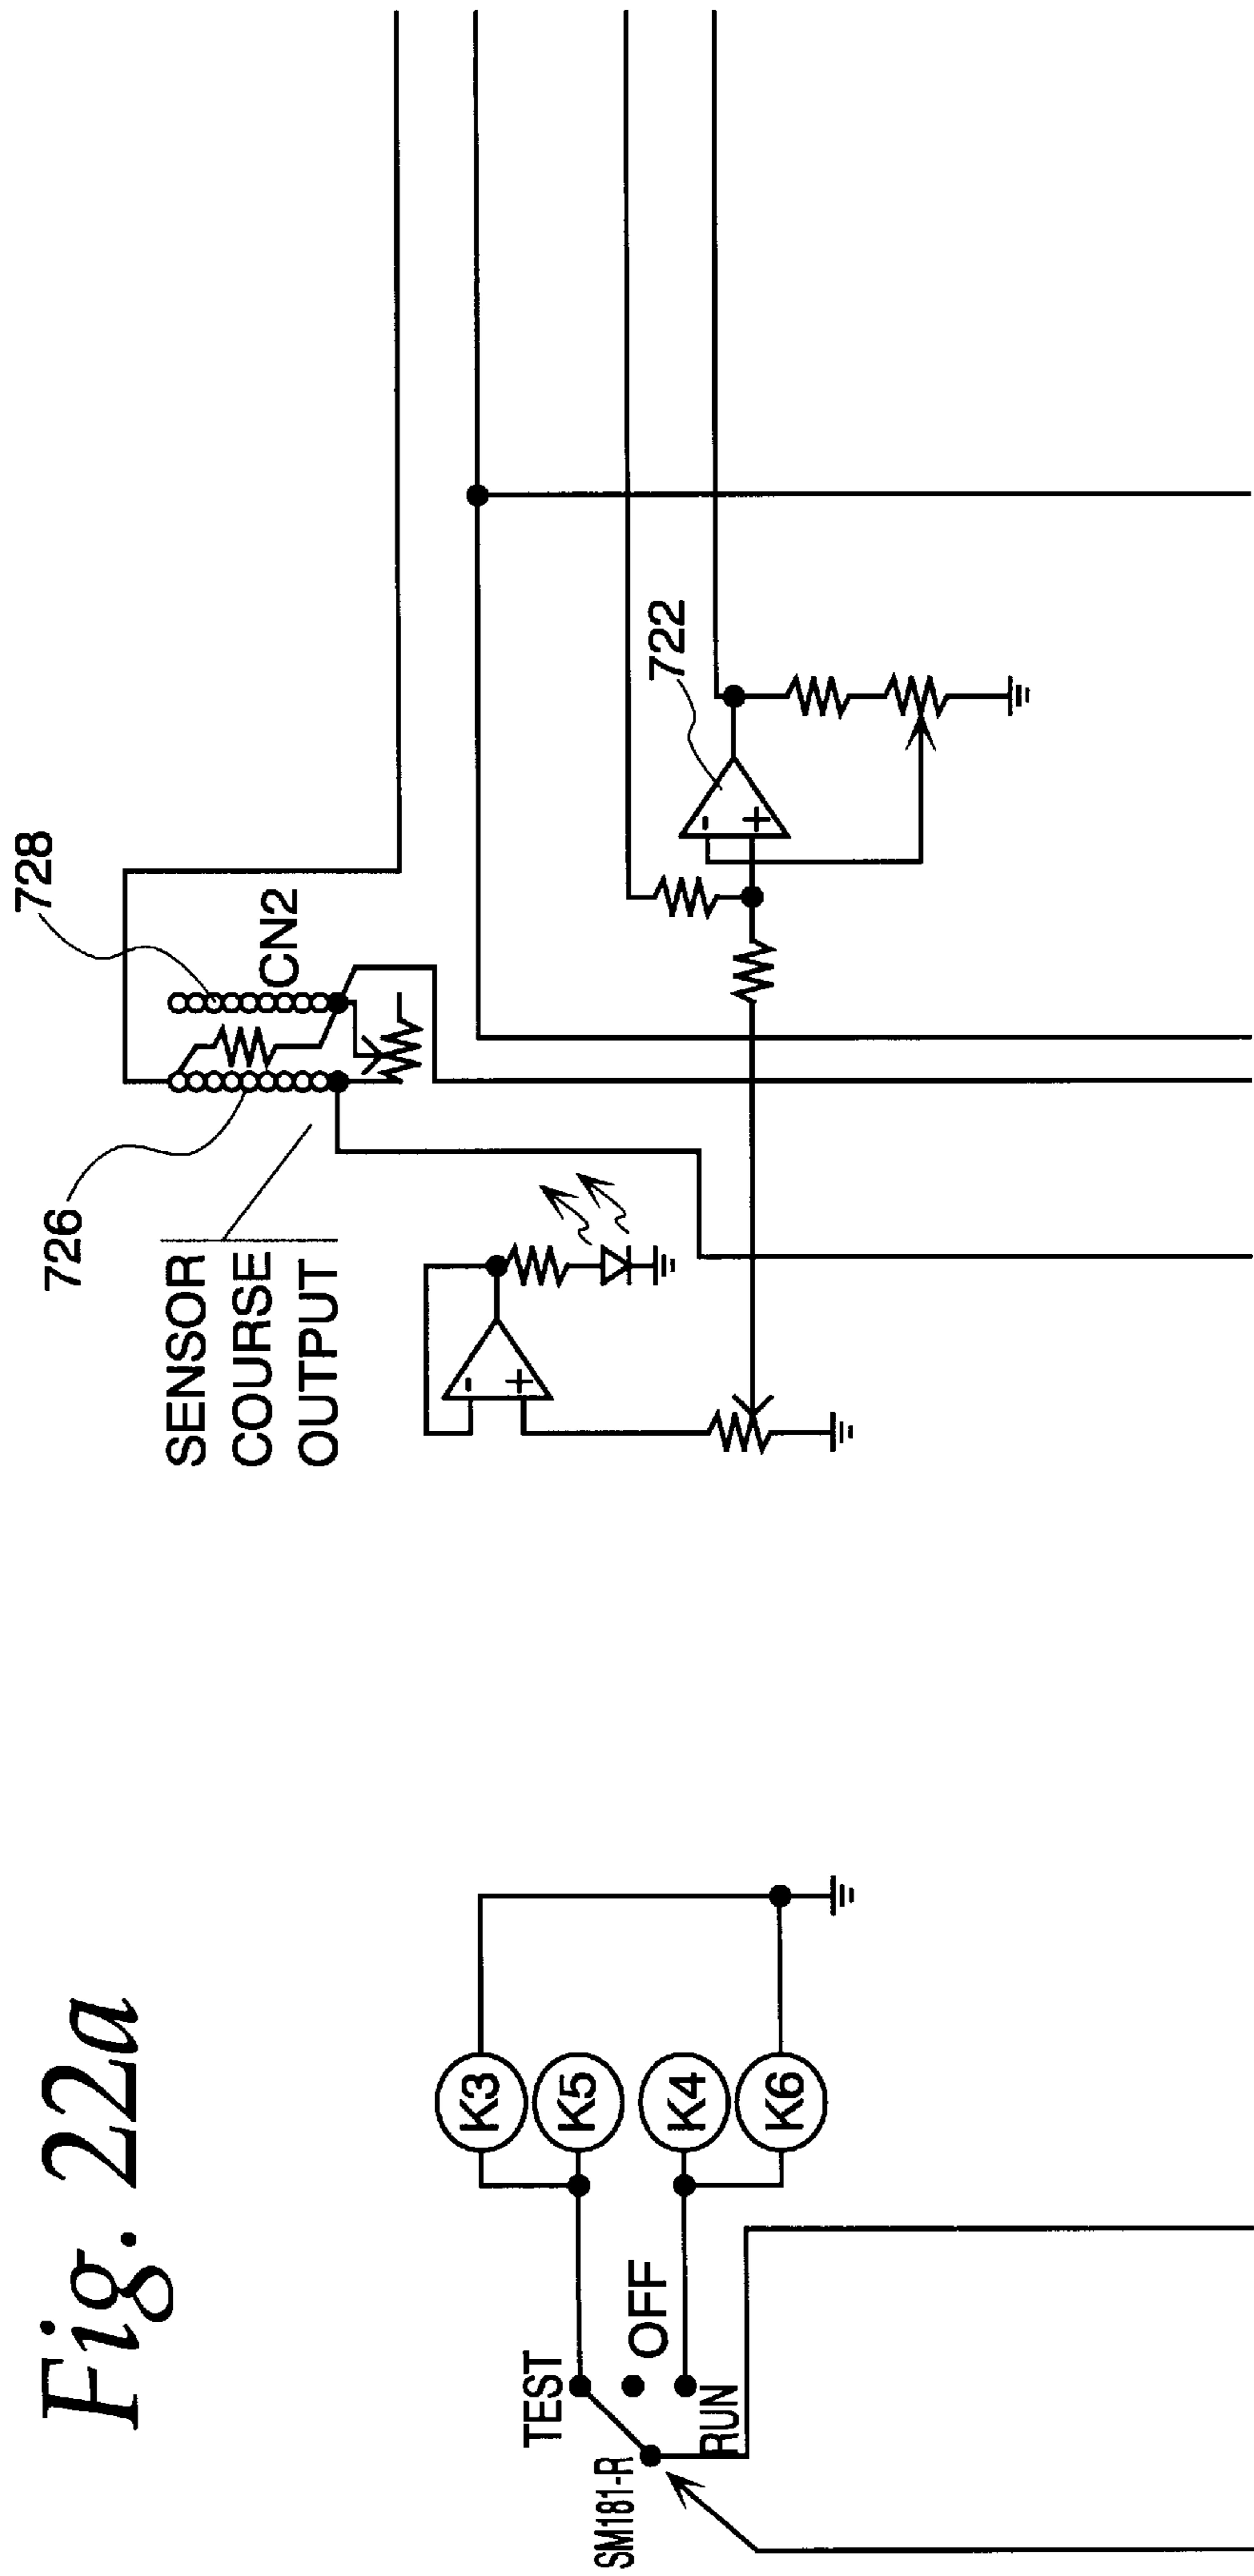 Fig. 22a
SM181-R
TEST
OFF
RUN
K3
K5
K4
K6
SENSOR
COURSE
OUTPUT
726
728
CN2
-
+
722
-
+